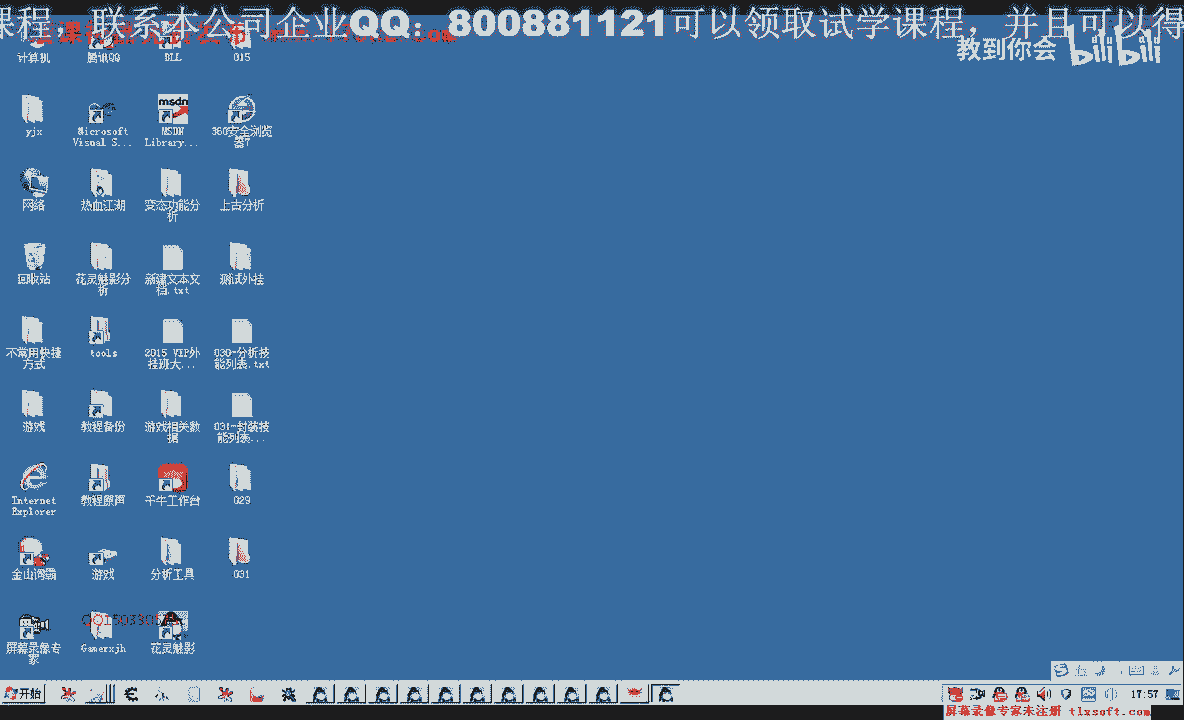 课程，联系本公司企业QQ：800881121可以领取试学课程，并且可以得
教到你会 bilibili
计算机 腾讯QQ DLL 015
yjx Microsoft Visual S... MSDN Library... 360安全浏览器7
网络 热血江湖 变态功能分析 上古分析
回收站 花灵魅影分析 新建文本文档.txt 测试外挂
不常用快捷方式 tools 2015 VIP外挂班大... 030-分析技能列表.txt
游戏 教程备份 游戏相关数据 031-封装技能列表...
Internet Explorer 教程原声 千牛工作台 029
金山词霸 游戏 分析工具 031
屏幕录像专家 Gamerxjh 花灵魅影
开始
17:57
屏幕录像专家未注册 tlxsoft.com